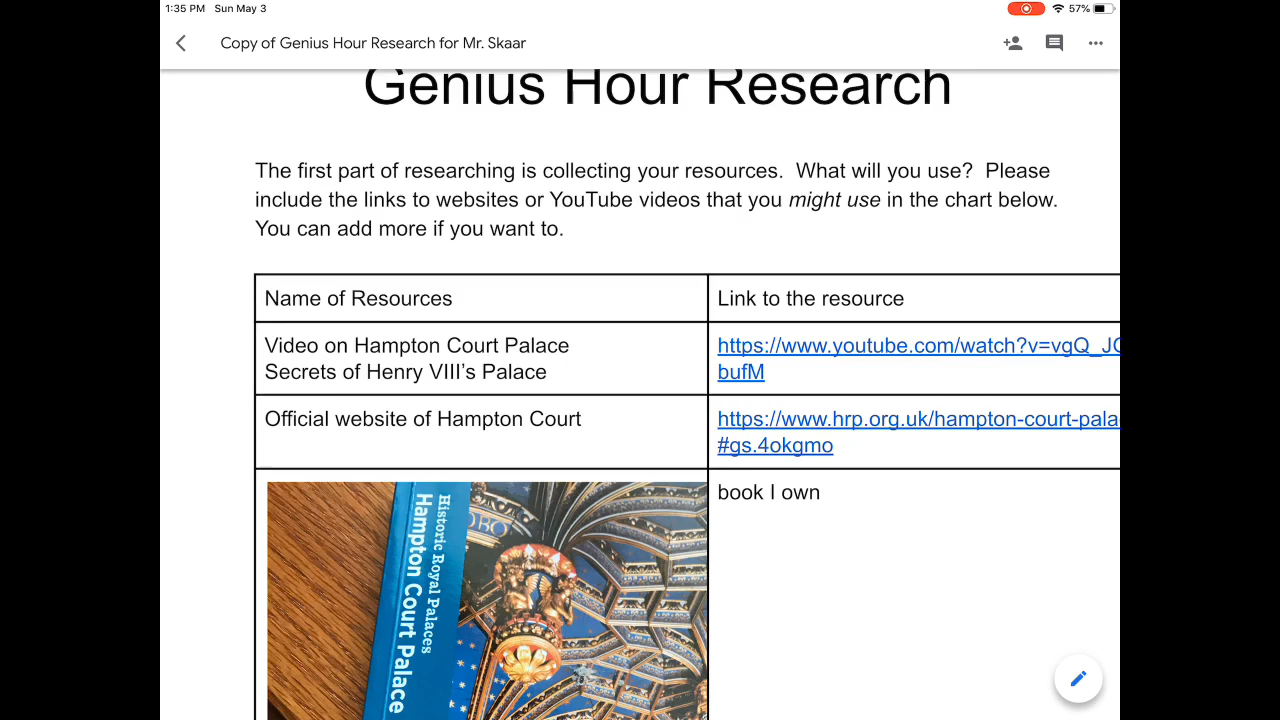 1:35 PM Sun May 3
57%
Copy of Genius Hour Research for Mr. Skaar
Genius Hour Research
The first part of researching is collecting your resources. What will you use? Please
include the links to websites or YouTube videos that you might use in the chart below.
You can add more if you want to.
Name of Resources
Link to the resource
Video on Hampton Court Palace
Secrets of Henry VIII's Palace
https://www.youtube.com/watch?v=vgQ_J
bufM
Official website of Hampton Court
https://www.hrp.org.uk/hampton-court-pala
#gs.4okgmo
Historic Royal Palaces
Hampton Court Palace
book I own